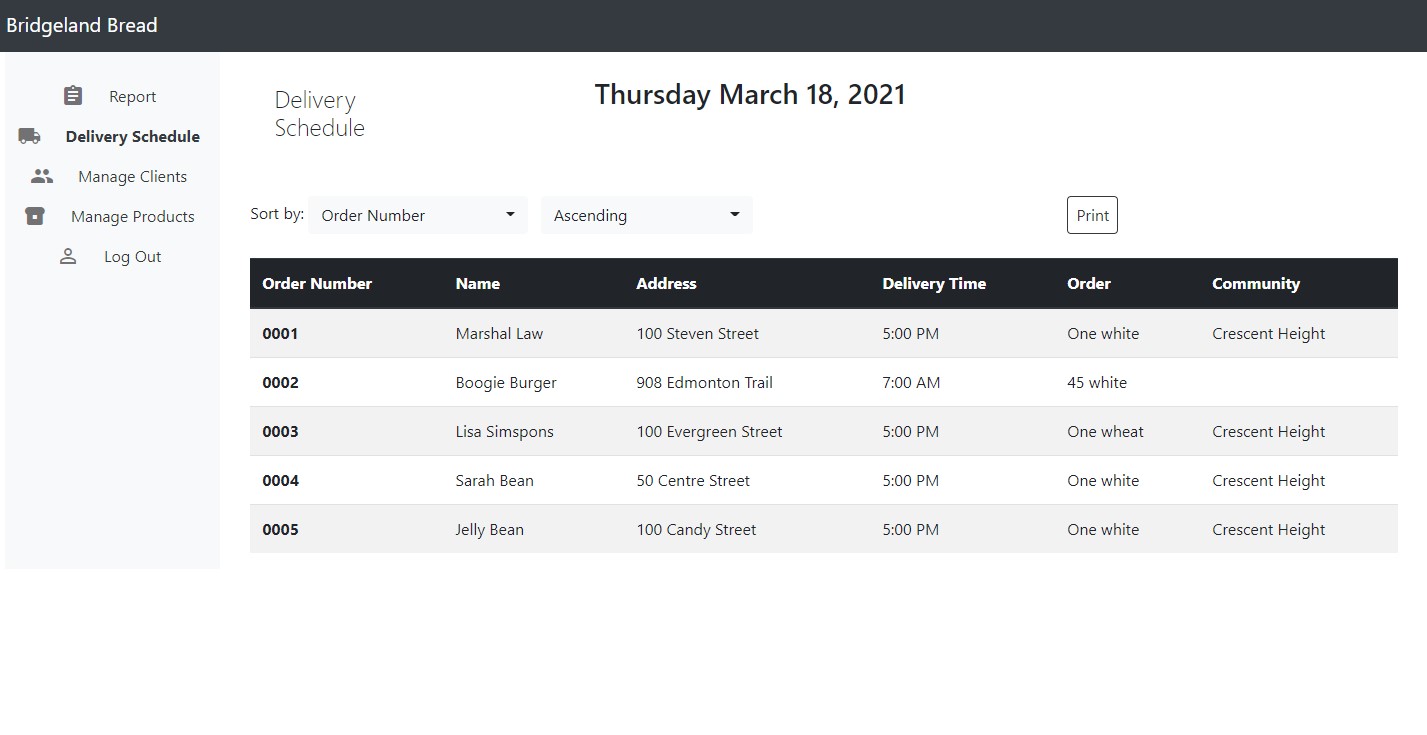 Bridgeland Bread
Report
Delivery Schedule
Manage Clients
Manage Products
Log Out
Delivery
Schedule
Thursday March 18, 2021
Sort by: Order Number Ascending Print
Order Number Name Address Delivery Time Order Community
0001 Marshal Law 100 Steven Street 5:00 PM One white Crescent Height
0002 Boogie Burger 908 Edmonton Trail 7:00 AM 45 white
0003 Lisa Simspons 100 Evergreen Street 5:00 PM One wheat Crescent Height
0004 Sarah Bean 50 Centre Street 5:00 PM One white Crescent Height
0005 Jelly Bean 100 Candy Street 5:00 PM One white Crescent Height